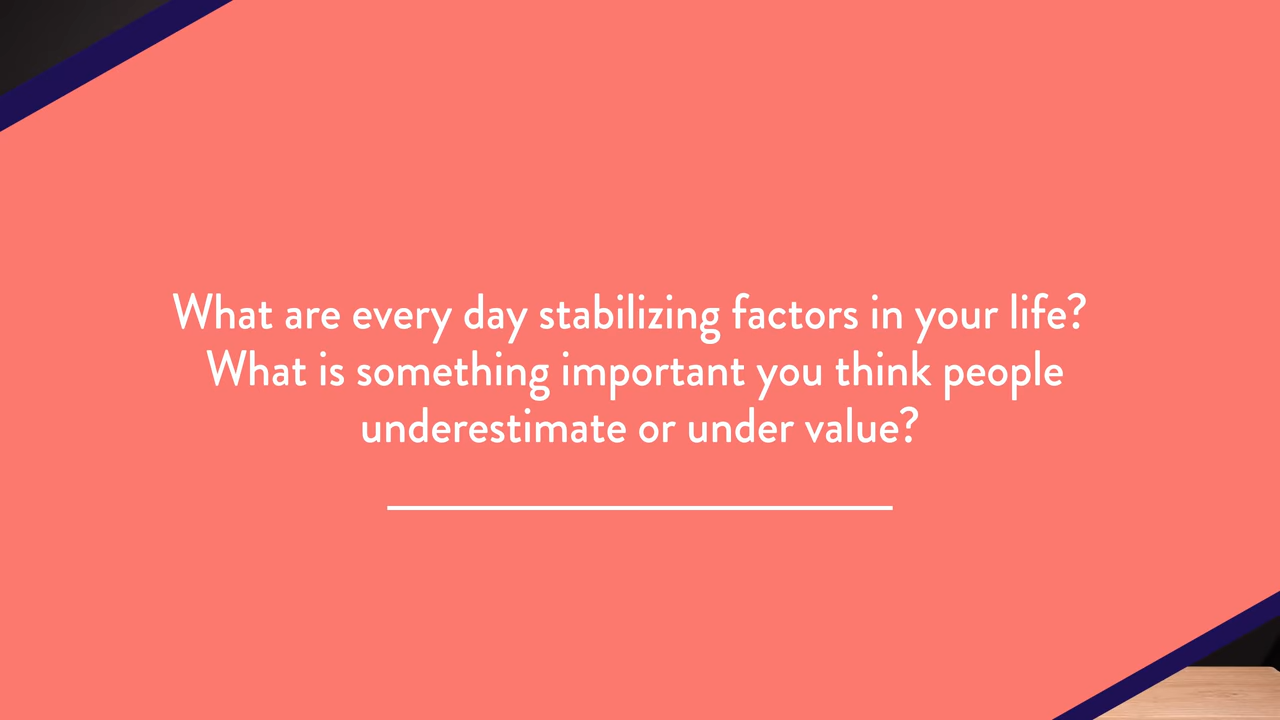 What are every day stabilizing factors in your life?
What is something important you think people
underestimate or under value?